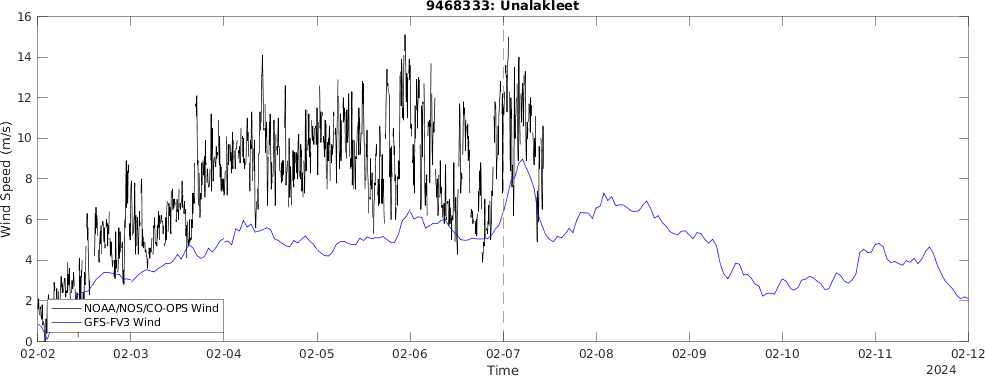 9468333: Unalakleet
16
14
12
10
8
6
4
2
0
Wind Speed (m/s)
NOAA/NOS/CO-OPS Wind
GFS-FV3 Wind
02-02 02-03 02-04 02-05 02-06 02-07 02-08 02-09 02-10 02-11 02-12
Time
2024